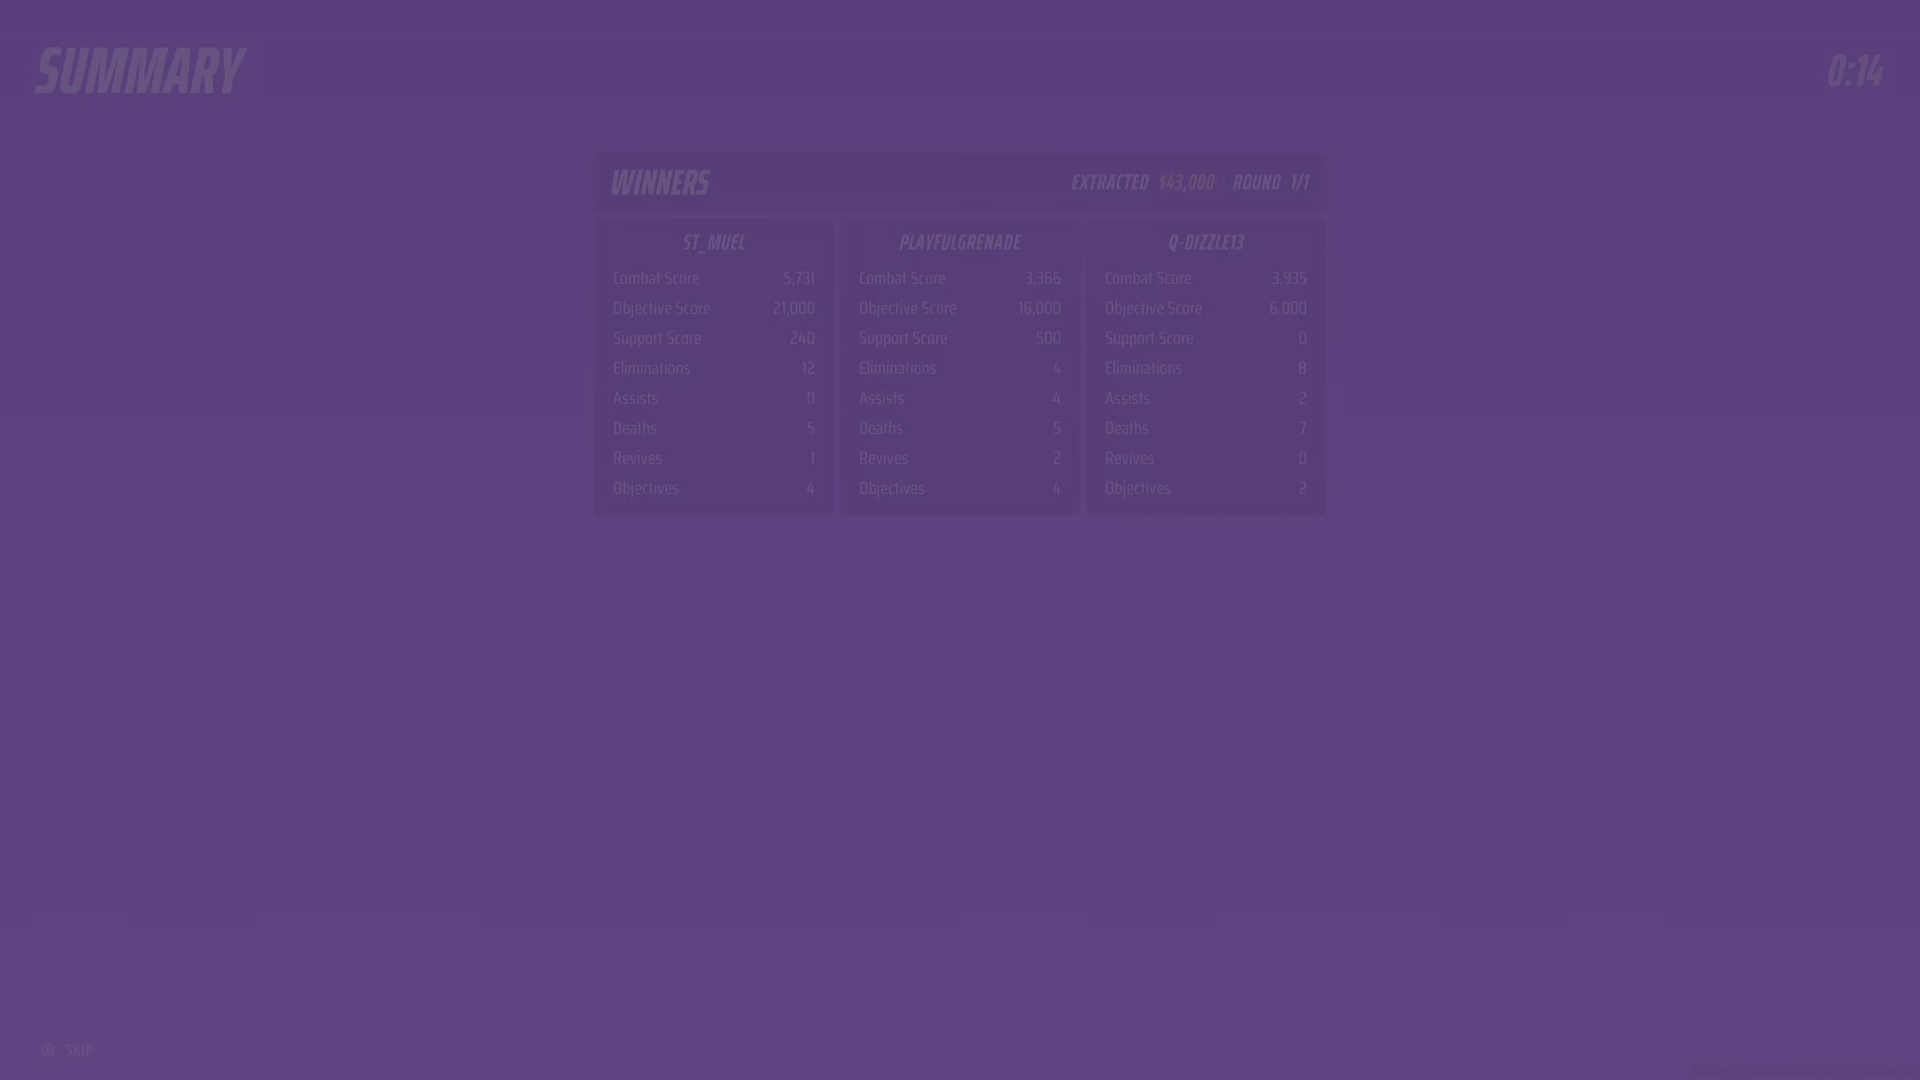 SUMMARY
0:14
WINNERS
EXTRACTED $43,000 | ROUND 1/1
ST_MUEL
Combat Score 5,731
Objective Score 21,000
Support Score 240
Eliminations 12
Assists 0
Deaths 5
Revives 1
Objectives 4
PLAYFULGRENADE
Combat Score 3,366
Objective Score 16,000
Support Score 500
Eliminations 4
Assists 4
Deaths 5
Revives 2
Objectives 4
Q-DIZZLE13
Combat Score 3,935
Objective Score 6,000
Support Score 0
Eliminations 8
Assists 2
Deaths 7
Revives 0
Objectives 2
SKIP